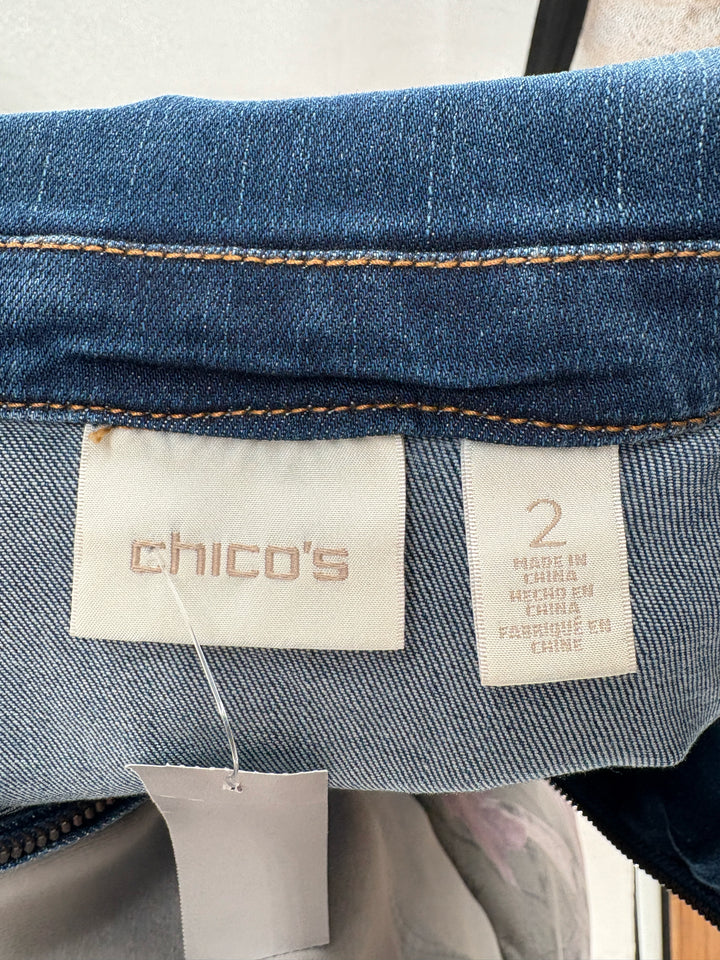 chico's
2
MADE IN
CHINA
HECHO EN
CHINA
FABRIQUÉ EN
CHINE